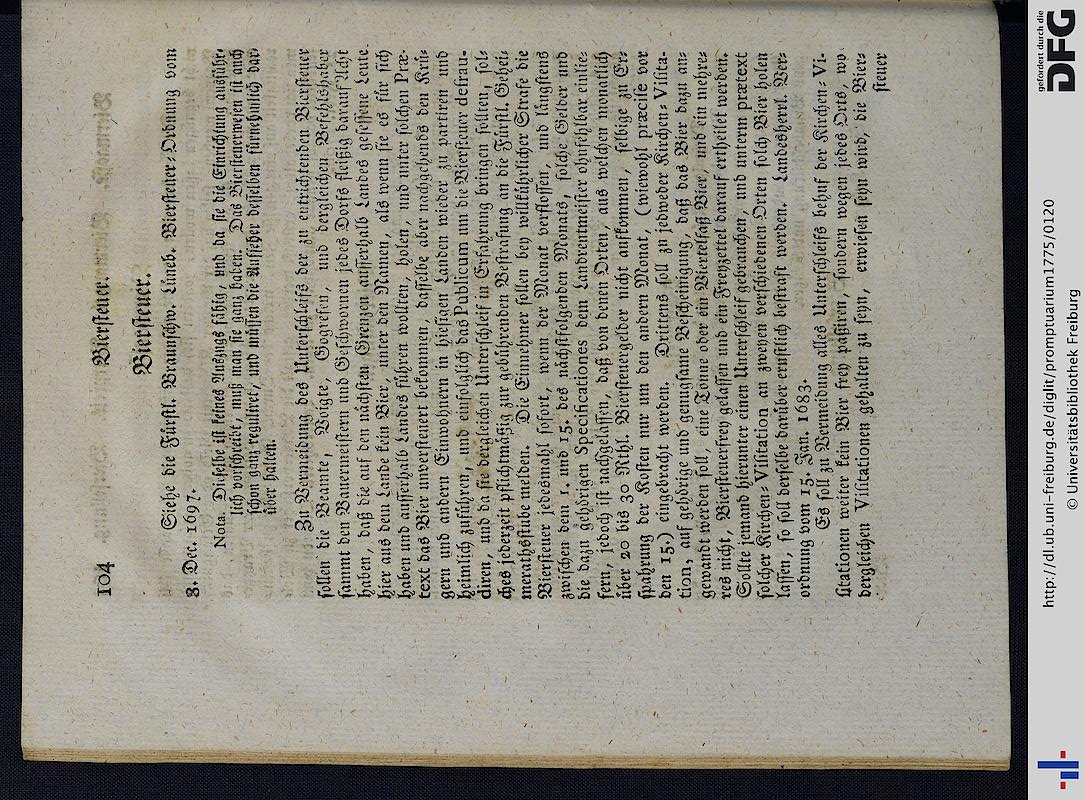 104 Biersteuer.
Biersteuer.
Siehe die Fürstl. Braunschw. Lüneb. Biersteuer-Ordnung vom
8. Dec. 1697.
Nota. Dieselbe ist keines Auszugs fähig, und da sie die Einrichtung ausführ-
lich vorschreibt, muß man sie ganz haben. Das Biersteuerwesen ist auch
schon ganz regulirt, und müssen die Aufseher desselben fürnehmlich dar-
über halten.
Zu Vermeidung des Unterschleifs der zu entrichtenden Biersteuer
sollen die Beamte, Voigte, Gogrefen, und dergleichen Befehlshaber
sammt den Bauermeistern und Geschwornen jedes Dorfs fleißig darauf Acht
haben, daß die auf den nächsten Grenzen ausserhalb Landes gesessne Leute
hier aus dem Lande kein Bier, unter den Namen, als wenn sie es für sich
haben und ausserhalb Landes führen wollten, holen, und unter solchen Præ-
text das Bier unversteuert bekommen, dasselbe aber nachgehends den Krü-
gern und andern Einwohnern in hiesigen Landen wieder zu partiren und
heimlich zuführen, und einfolglich das Publicum um die Biersteuer defrau-
diren, und da sie dergleichen Unterschleif in Erfahrung bringen sollten, sol-
ches jederzeit pflichtmäßig zur gebührenden Bestrafung an die Fürstl. Gehei-
merathsstube melden. Die Einnehmer sollen bey willkührlicher Strafe die
Biersteuer jedesmahl sofort, wenn der Monat verflossen, und längstens
zwischen dem 1. und 15. des nächstfolgenden Monats, solche Gelder und
die dazu gehörigen Specificationes dem Landrentmeister ohnfehlbar einlie-
fern, jedoch ist nachgelassen, daß von denen Orten, aus welchen monatlich
über 20 bis 30 Rthl. Biersteuergelder nicht aufkommen, selbige zu Er-
spahrung der Kosten nur um den andern Monat, (wiewohl præcise vor
den 15.) eingebracht werden. Drittens soll zu jedweder Kirchen-Visita-
tion, auf gehörige und genugsame Bescheinigung, daß das Bier dazu an-
gewandt werden soll, eine Tonne oder ein Viertelfaß Bier, und ein mehre-
res nicht, Biersteuerfrey gelassen und ein Freyzettel darauf ertheilet werden.
Sollte jemand hierunter einen Unterschleif gebrauchen, und unterm prætext
solcher Kirchen-Visitation an zweyen verschiedenen Orten solch Bier holen
lassen, so soll derselbe darüber ernstlich bestraft werden. Landesherrl. Ver-
ordnung vom 15. Jan. 1683.
Es soll zu Vermeidung alles Unterschleifs behuf der Kirchen-Vi-
sitationen weiter kein Bier frey paßiren, sondern wegen jedes Orts, wo
dergleichen Visitationen gehalten zu seyn, erwiesen seyn wird, die Bier-
steuer
gefördert durch die
DFG
http://dl.ub.uni-freiburg.de/diglit/promptuarium1775/0120
© Universitätsbibliothek Freiburg